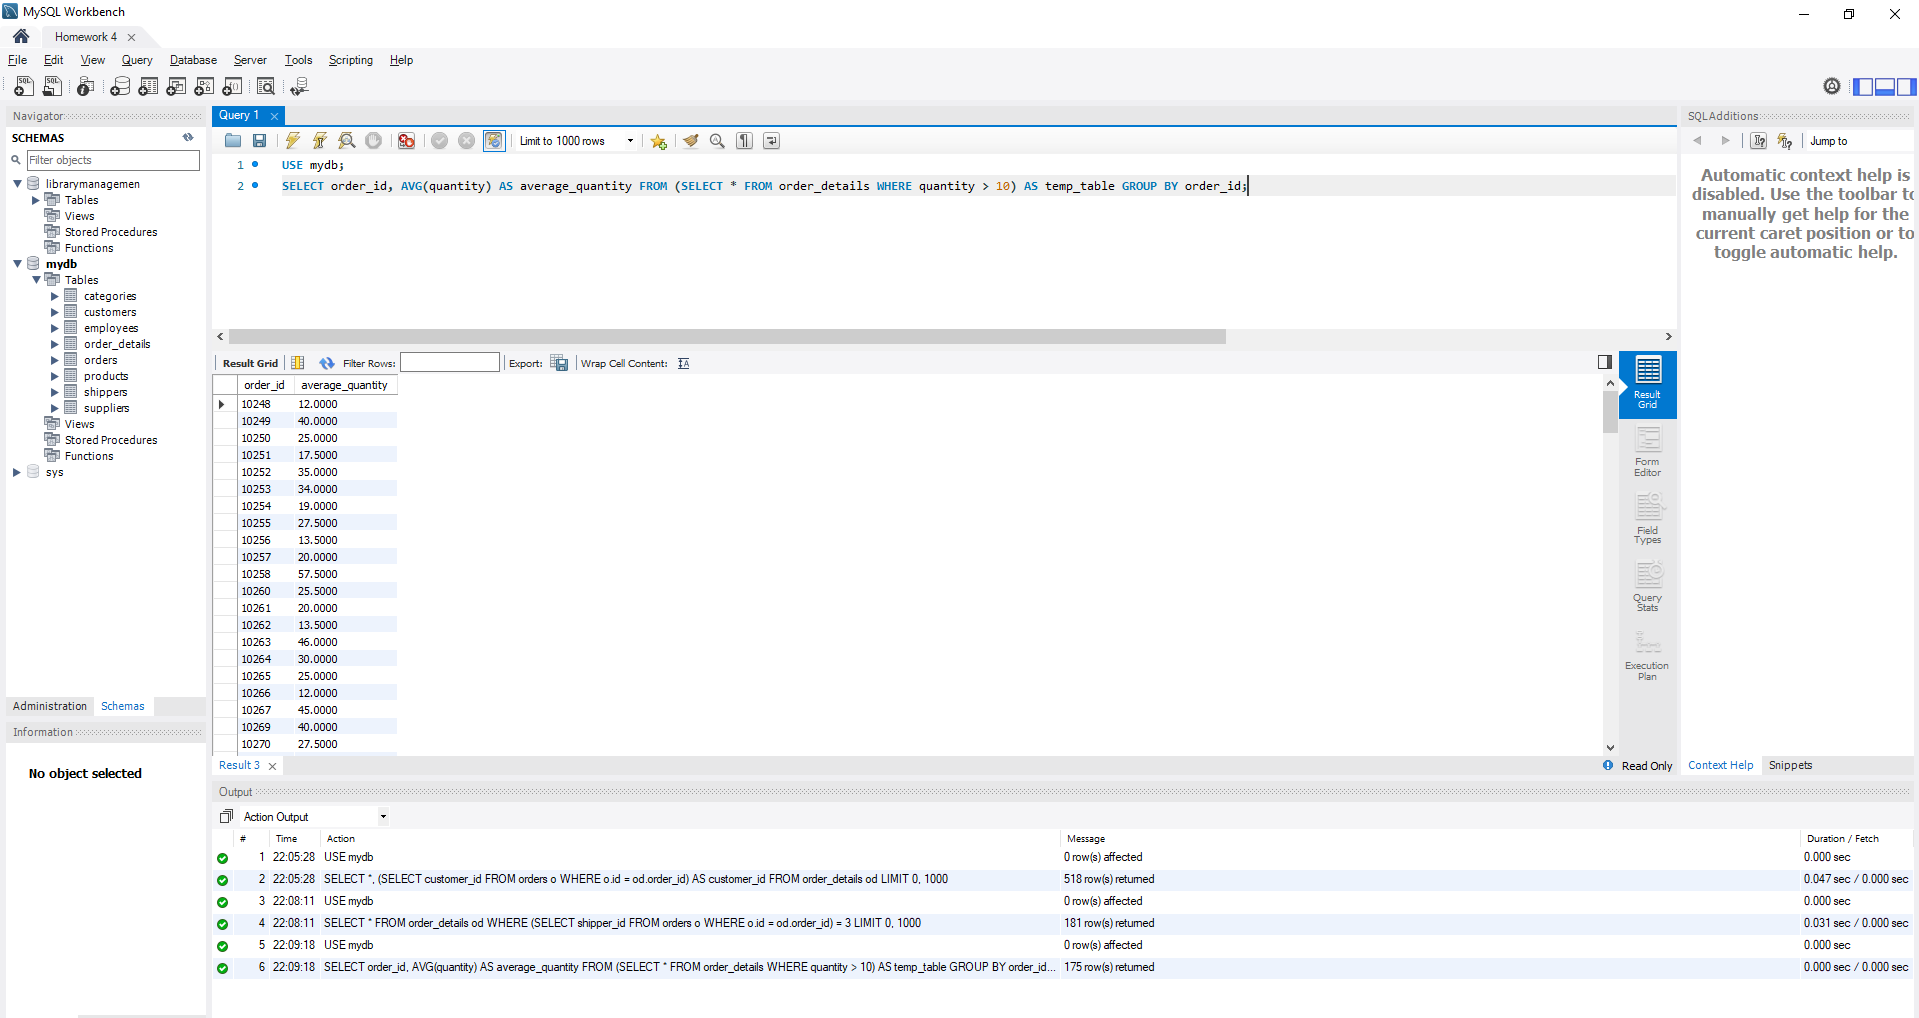 MySQL Workbench
Homework 4
File Edit View Query Database Server Tools Scripting Help
Navigator
SCHEMAS
Filter objects
librarymanagemen
Tables
Views
Stored Procedures
Functions
mydb
Tables
categories
customers
employees
order_details
orders
products
shippers
suppliers
Views
Stored Procedures
Functions
sys
Administration Schemas
Information
No object selected
Query 1
Limit to 1000 rows
1 USE mydb;
2 SELECT order_id, AVG(quantity) AS average_quantity FROM (SELECT * FROM order_details WHERE quantity > 10) AS temp_table GROUP BY order_id;
Result Grid Filter Rows: Export: Wrap Cell Content:
order_id average_quantity
10248 12.0000
10249 40.0000
10250 25.0000
10251 17.5000
10252 35.0000
10253 34.0000
10254 19.0000
10255 27.5000
10256 13.5000
10257 20.0000
10258 57.5000
10260 25.5000
10261 20.0000
10262 13.5000
10263 46.0000
10264 30.0000
10265 25.0000
10266 12.0000
10267 45.0000
10269 40.0000
10270 27.5000
Result Grid
Form Editor
Field Types
Query Stats
Execution Plan
Result 3
Read Only
SQLAdditions
Jump to
Automatic context help is
disabled. Use the toolbar to
manually get help for the
current caret position or to
toggle automatic help.
Context Help Snippets
Output
Action Output
# Time Action Message Duration / Fetch
1 22:05:28 USE mydb 0 row(s) affected 0.000 sec
2 22:05:28 SELECT *, (SELECT customer_id FROM orders o WHERE o.id = od.order_id) AS customer_id FROM order_details od LIMIT 0, 1000 518 row(s) returned 0.047 sec / 0.000 sec
3 22:08:11 USE mydb 0 row(s) affected 0.000 sec
4 22:08:11 SELECT * FROM order_details od WHERE (SELECT shipper_id FROM orders o WHERE o.id = od.order_id) = 3 LIMIT 0, 1000 181 row(s) returned 0.031 sec / 0.000 sec
5 22:09:18 USE mydb 0 row(s) affected 0.000 sec
6 22:09:18 SELECT order_id, AVG(quantity) AS average_quantity FROM (SELECT * FROM order_details WHERE quantity > 10) AS temp_table GROUP BY order_id... 175 row(s) returned 0.000 sec / 0.000 sec